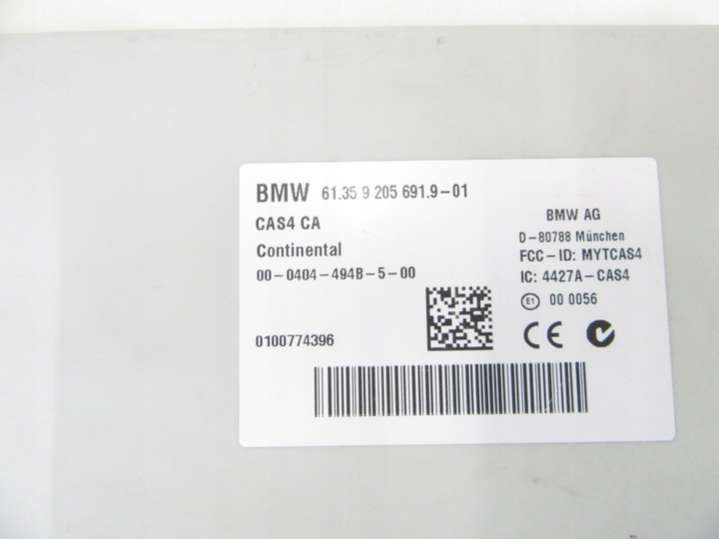 BMW 61.35 9 205 691.9-01
CAS4 CA
Continental
00-0404-494B-5-00
0100774396
BMW AG
D-80788 München
FCC-ID: MYTCAS4
IC: 4427A-CAS4
E1 00 0056
CE